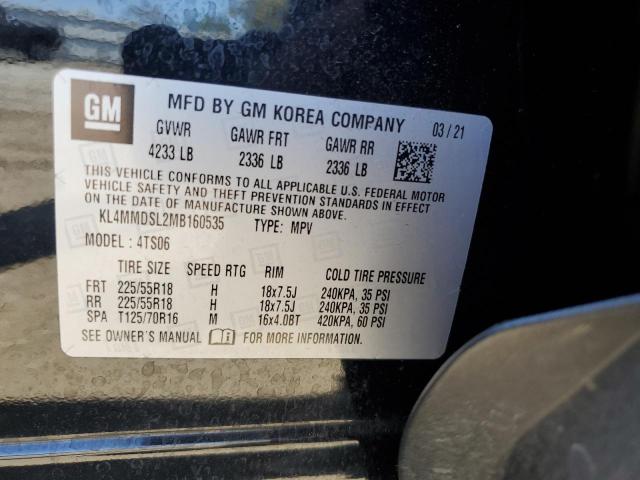 GM
MFD BY GM KOREA COMPANY 03 / 21
GVWR GAWR FRT GAWR RR
4233 LB 2336 LB 2336 LB
THIS VEHICLE CONFORMS TO ALL APPLICABLE U.S. FEDERAL MOTOR
VEHICLE SAFETY AND THEFT PREVENTION STANDARDS IN EFFECT
ON THE DATE OF MANUFACTURE SHOWN ABOVE.
KL4MMDSL2MB160535 TYPE: MPV
MODEL : 4TS06
TIRE SIZE SPEED RTG RIM COLD TIRE PRESSURE
FRT 225/55R18 H 18x7.5J 240KPA, 35 PSI
RR 225/55R18 H 18x7.5J 240KPA, 35 PSI
SPA T125/70R16 M 16x4.0BT 420KPA, 60 PSI
SEE OWNER'S MANUAL FOR MORE INFORMATION.